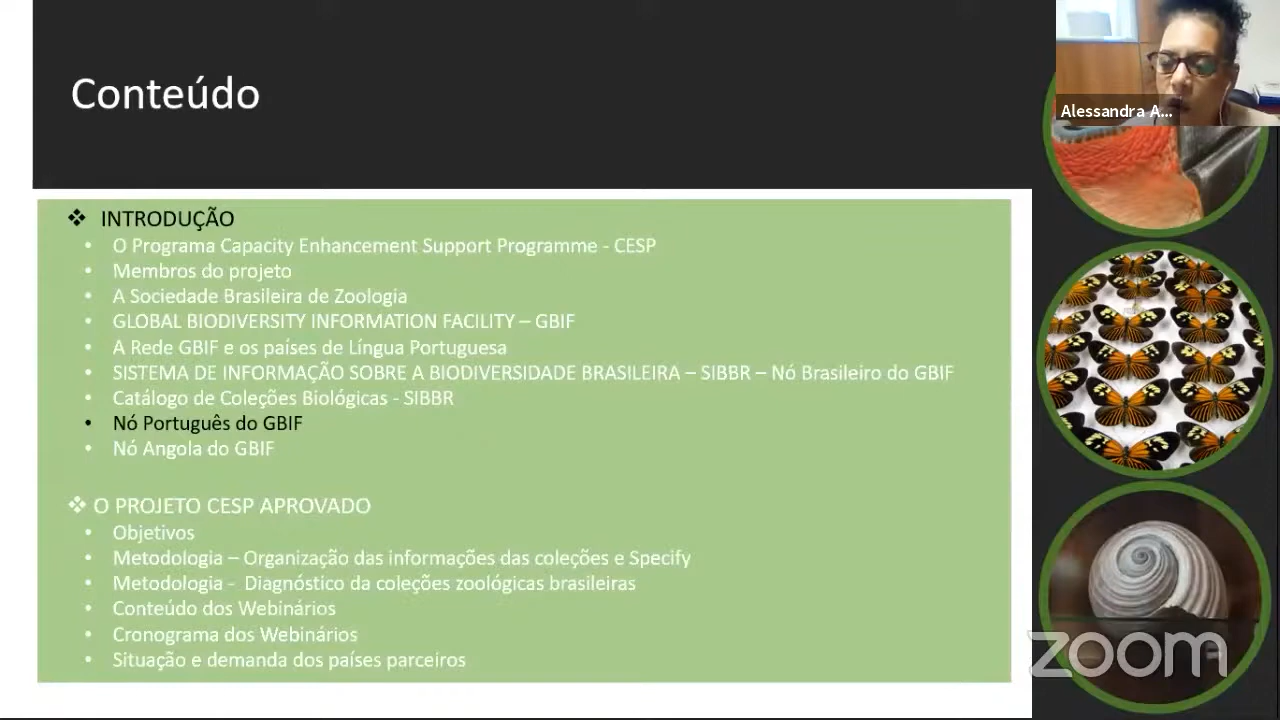 Conteúdo
Alessandra A...
❖ INTRODUÇÃO
• O Programa Capacity Enhancement Support Programme - CESP
• Membros do projeto
• A Sociedade Brasileira de Zoologia
• GLOBAL BIODIVERSITY INFORMATION FACILITY – GBIF
• A Rede GBIF e os países de Língua Portuguesa
• SISTEMA DE INFORMAÇÃO SOBRE A BIODIVERSIDADE BRASILEIRA – SIBBR – Nó Brasileiro do GBIF
• Catálogo de Coleções Biológicas - SIBBR
• Nó Português do GBIF
• Nó Angola do GBIF
❖ O PROJETO CESP APROVADO
• Objetivos
• Metodologia – Organização das informações das coleções e Specify
• Metodologia - Diagnóstico da coleções zoológicas brasileiras
• Conteúdo dos Webinários
• Cronograma dos Webinários
• Situação e demanda dos países parceiros
zoom